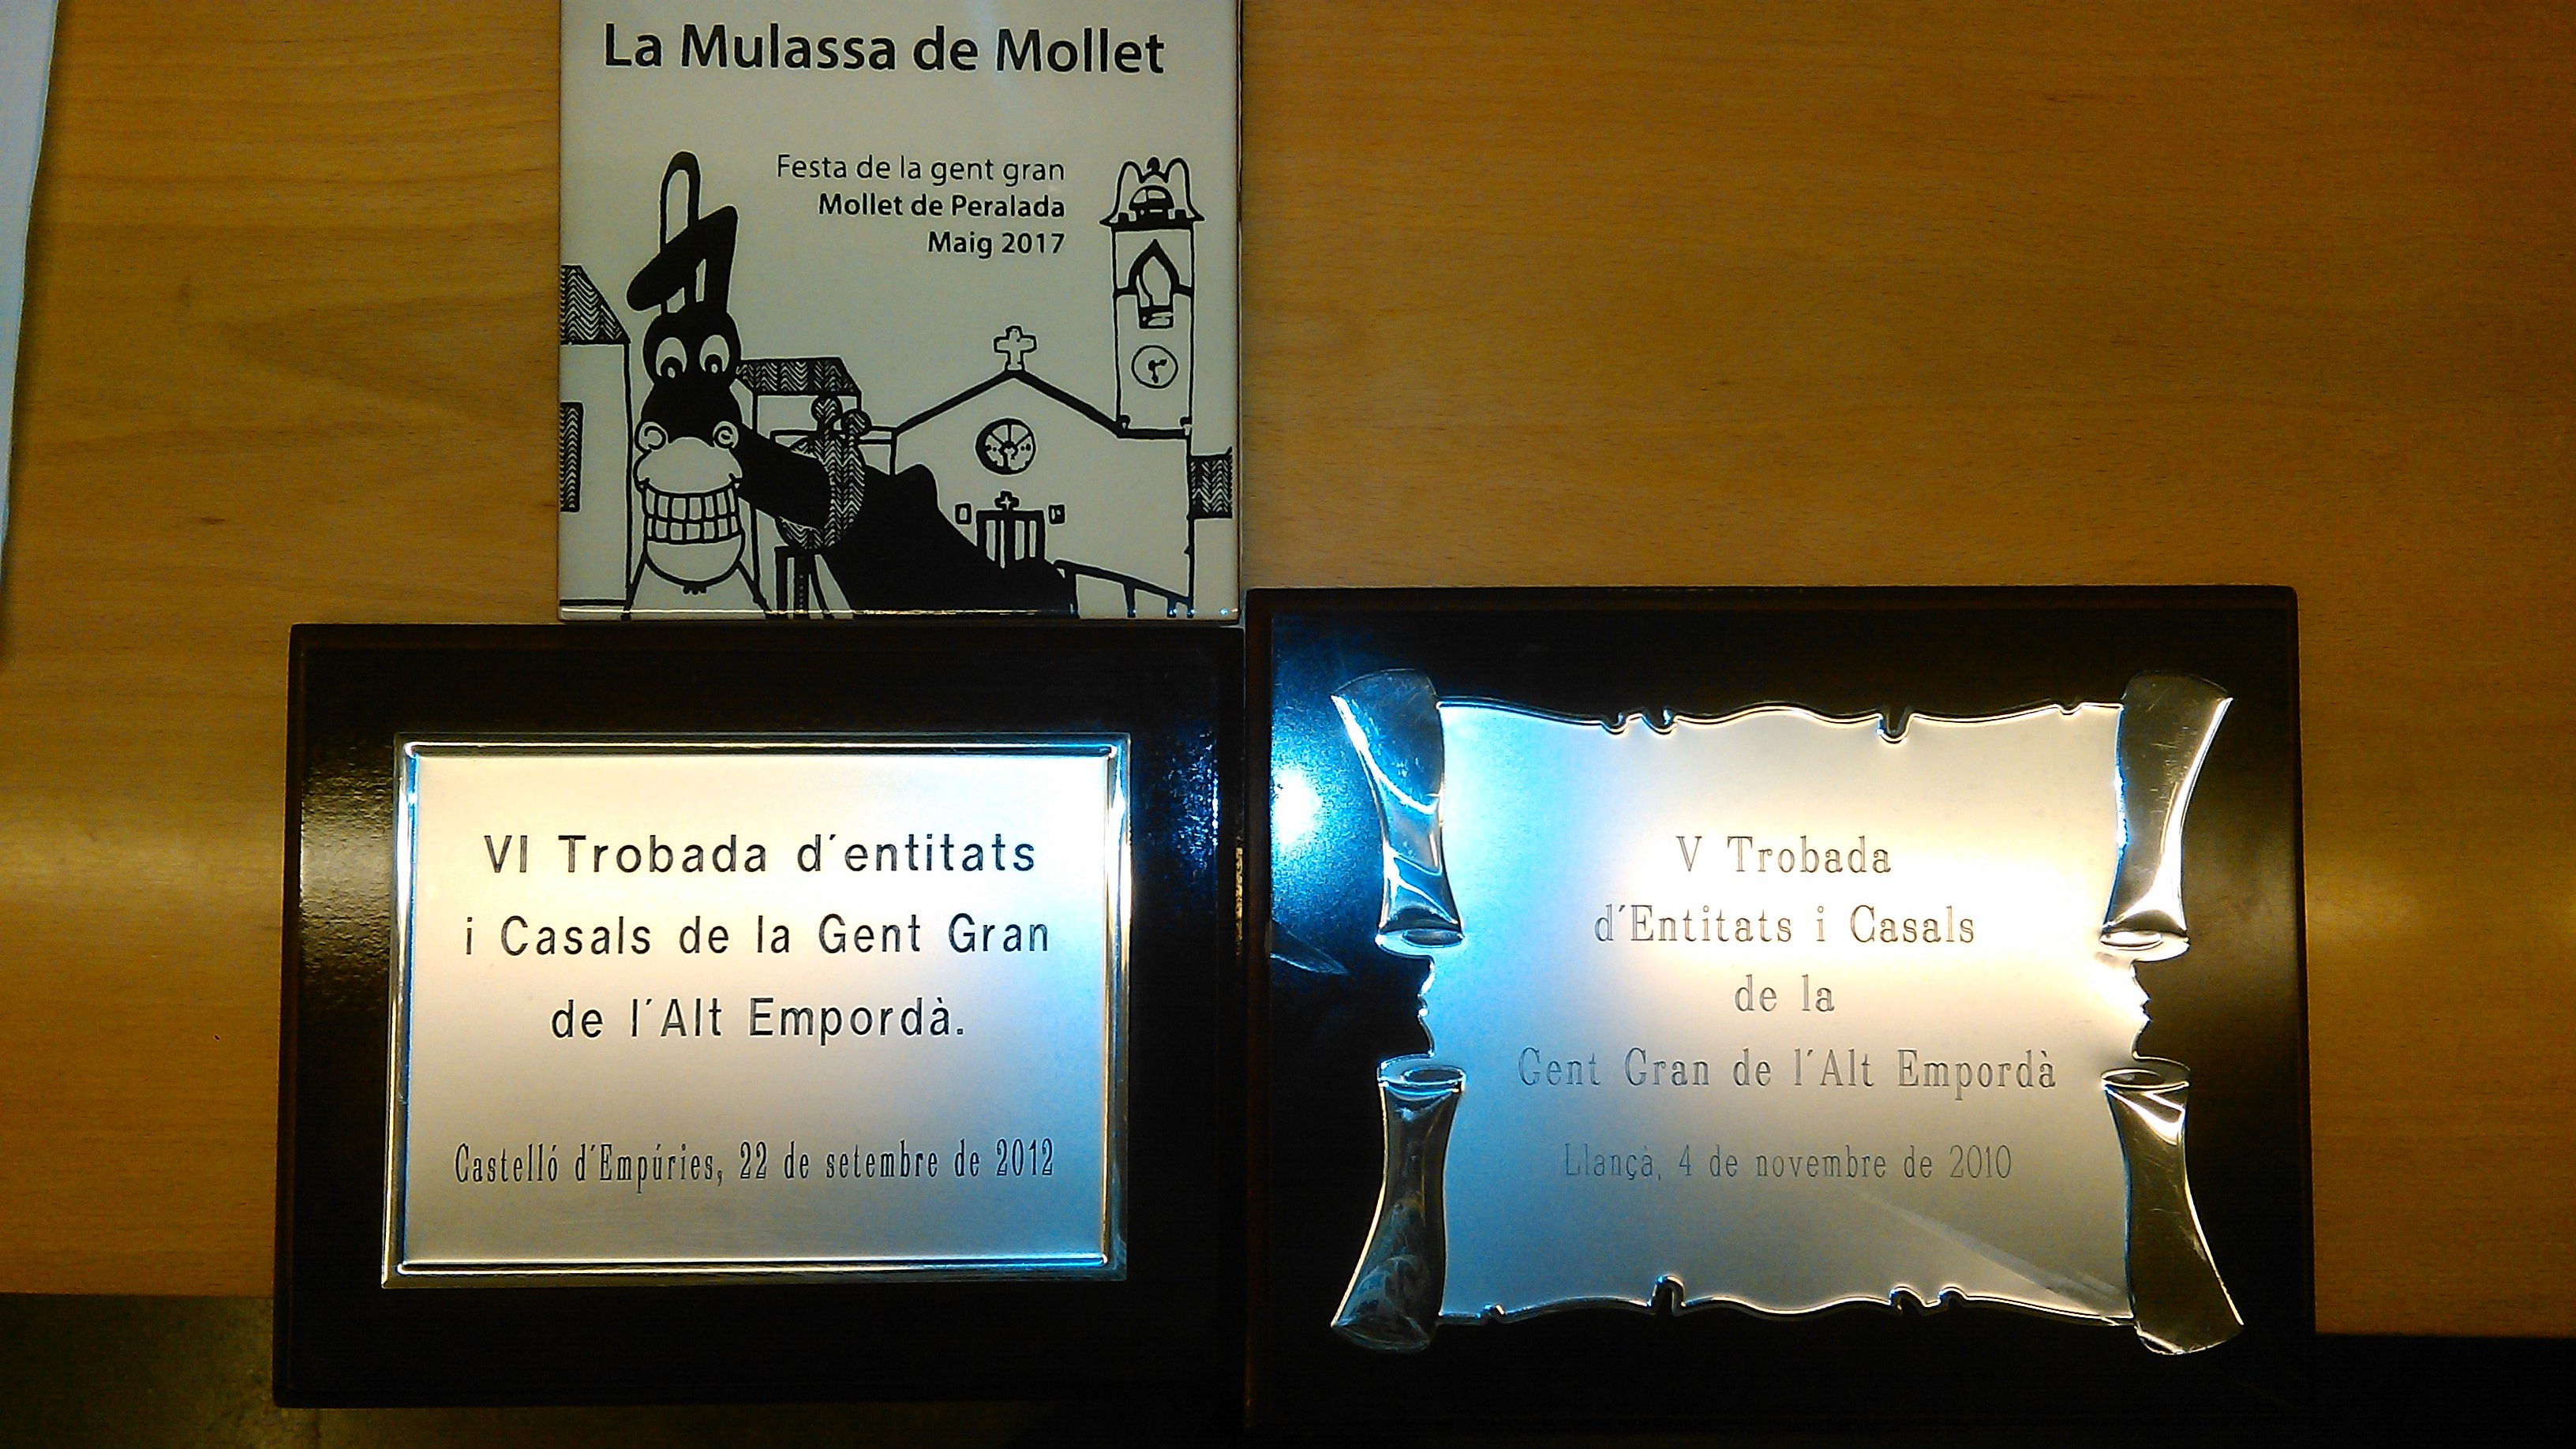 La Mulassa de Mollet
Festa de la gent gran
Mollet de Peralada
Maig 2017
VI Trobada d´entitats
i Casals de la Gent Gran
de l´Alt Empordà.
Castelló d´Empúries, 22 de setembre de 2012
V Trobada
d´Entitats i Casals
de la
Gent Gran de l´Alt Empordà
Llançà, 4 de novembre de 2010